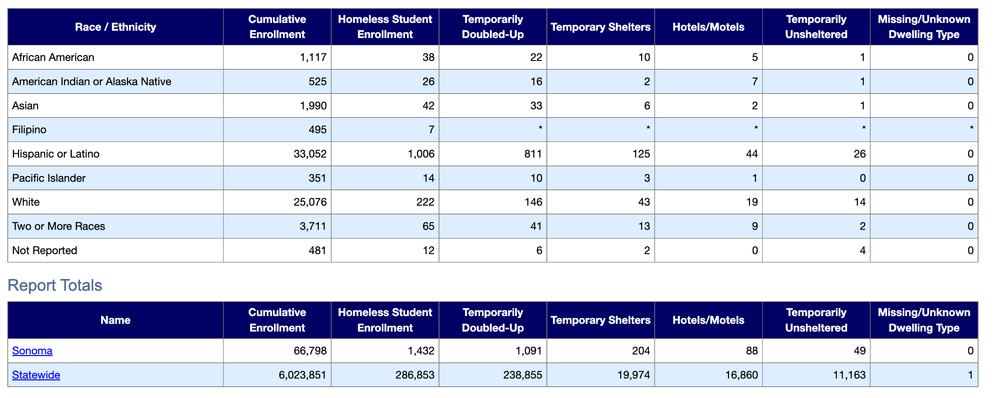 Race / Ethnicity Cumulative Enrollment Homeless Student Enrollment Temporarily Doubled-Up Temporary Shelters Hotels/Motels Temporarily Unsheltered Missing/Unknown Dwelling Type
African American 1,117 38 22 10 5 1 0
American Indian or Alaska Native 525 26 16 2 7 1 0
Asian 1,990 42 33 6 2 1 0
Filipino 495 7 * * * * *
Hispanic or Latino 33,052 1,006 811 125 44 26 0
Pacific Islander 351 14 10 3 1 0 0
White 25,076 222 146 43 19 14 0
Two or More Races 3,711 65 41 13 9 2 0
Not Reported 481 12 6 2 0 4 0
Report Totals
Name Cumulative Enrollment Homeless Student Enrollment Temporarily Doubled-Up Temporary Shelters Hotels/Motels Temporarily Unsheltered Missing/Unknown Dwelling Type
Sonoma 66,798 1,432 1,091 204 88 49 0
Statewide 6,023,851 286,853 238,855 19,974 16,860 11,163 1